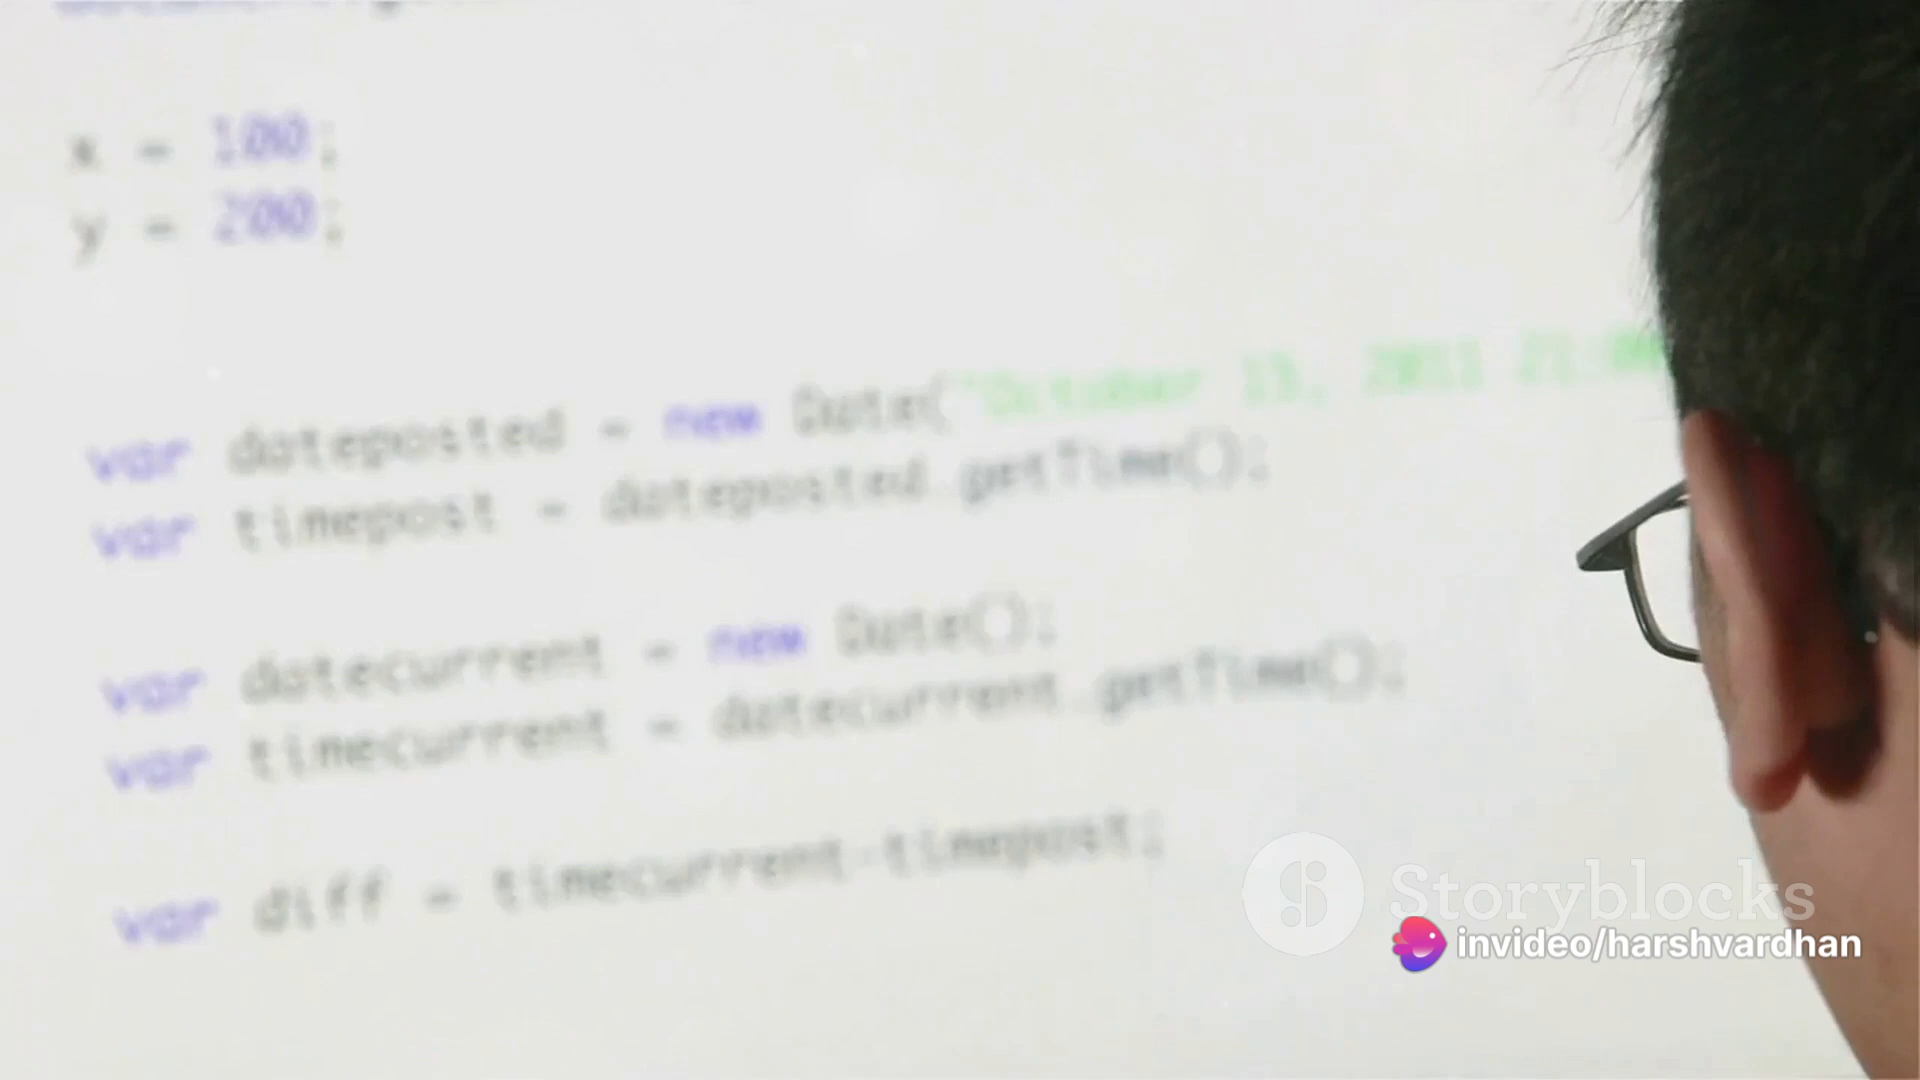 x = 100;
y = 200;
var dateposted = new Date("October 15, 2011 21:00
var timepost = dateposted.getTime();
var datecurrent = new Date();
var timecurrent = datecurrent.getTime();
var diff = timecurrent-timepost;
Storyblocks
invideo/harshvardhan